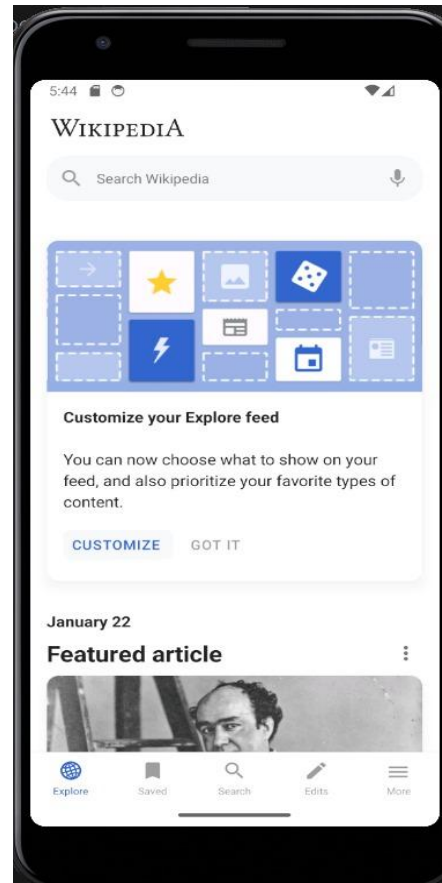 5:44
WIKIPEDIA
Search Wikipedia
Customize your Explore feed
You can now choose what to show on your
feed, and also prioritize your favorite types of
content.
CUSTOMIZE GOT IT
January 22
Featured article
Explore Saved Search Edits More